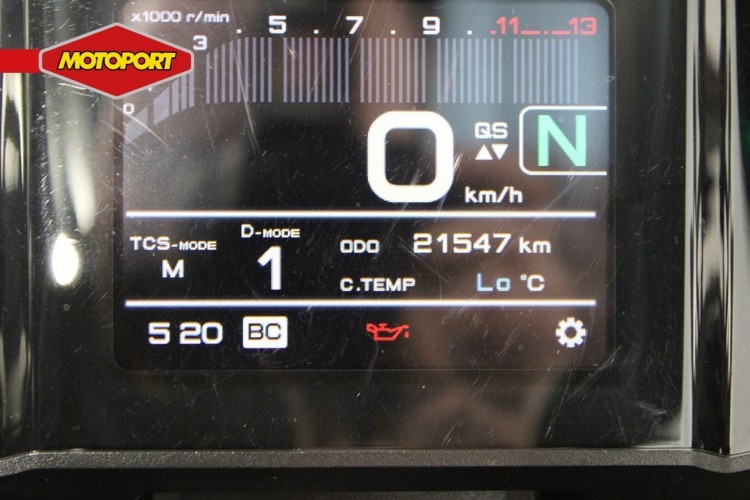 MOTOPORT
x1000 r/min
0 3 . 5 . 7 . 9 . 11 13
0 km/h
QS
▲▼
N
TCS-MODE
M
D-MODE
1
ODO 21547 km
C.TEMP Lo °C
5 20 BC